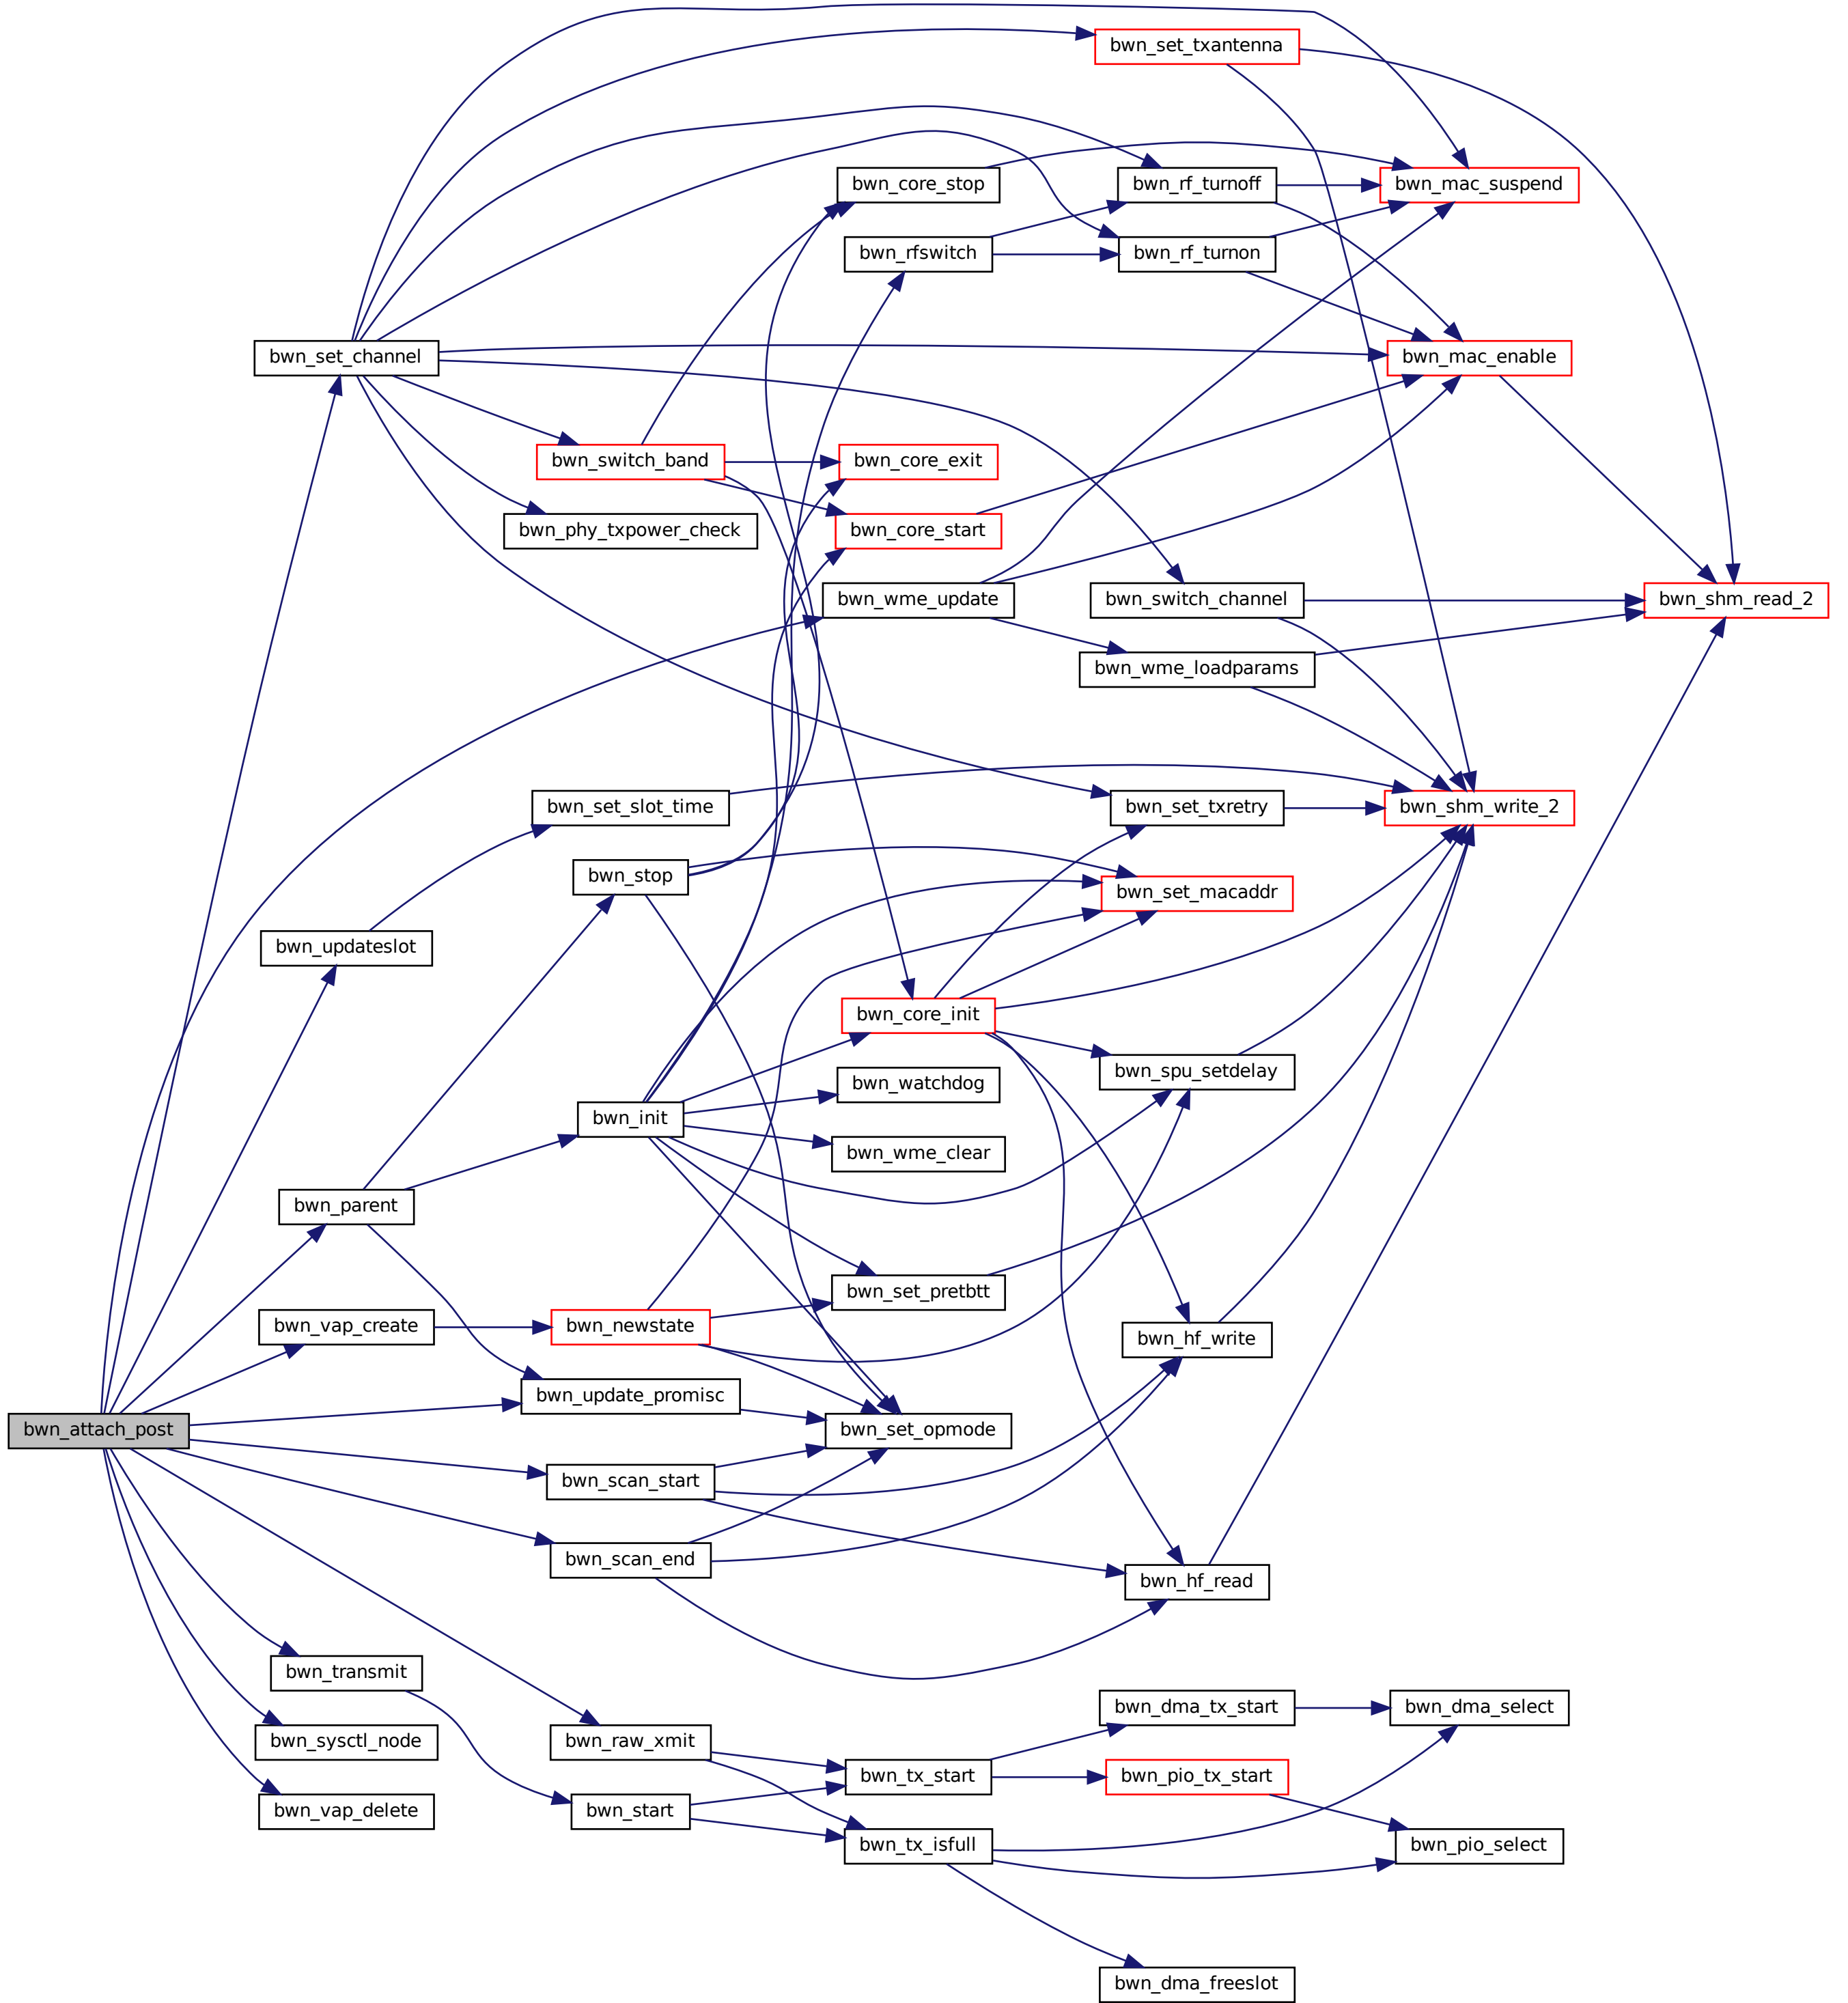 bwn_set_txantenna
bwn_core_stop
bwn_rf_turnoff
bwn_mac_suspend
bwn_rfswitch
bwn_rf_turnon
bwn_set_channel
bwn_mac_enable
bwn_switch_band
bwn_core_exit
bwn_phy_txpower_check
bwn_core_start
bwn_wme_update
bwn_switch_channel
bwn_shm_read_2
bwn_wme_loadparams
bwn_set_slot_time
bwn_set_txretry
bwn_shm_write_2
bwn_stop
bwn_set_macaddr
bwn_updateslot
bwn_core_init
bwn_spu_setdelay
bwn_watchdog
bwn_init
bwn_wme_clear
bwn_parent
bwn_set_pretbtt
bwn_vap_create
bwn_newstate
bwn_hf_write
bwn_update_promisc
bwn_attach_post
bwn_set_opmode
bwn_scan_start
bwn_scan_end
bwn_hf_read
bwn_transmit
bwn_dma_tx_start
bwn_dma_select
bwn_sysctl_node
bwn_raw_xmit
bwn_tx_start
bwn_pio_tx_start
bwn_vap_delete
bwn_start
bwn_tx_isfull
bwn_pio_select
bwn_dma_freeslot